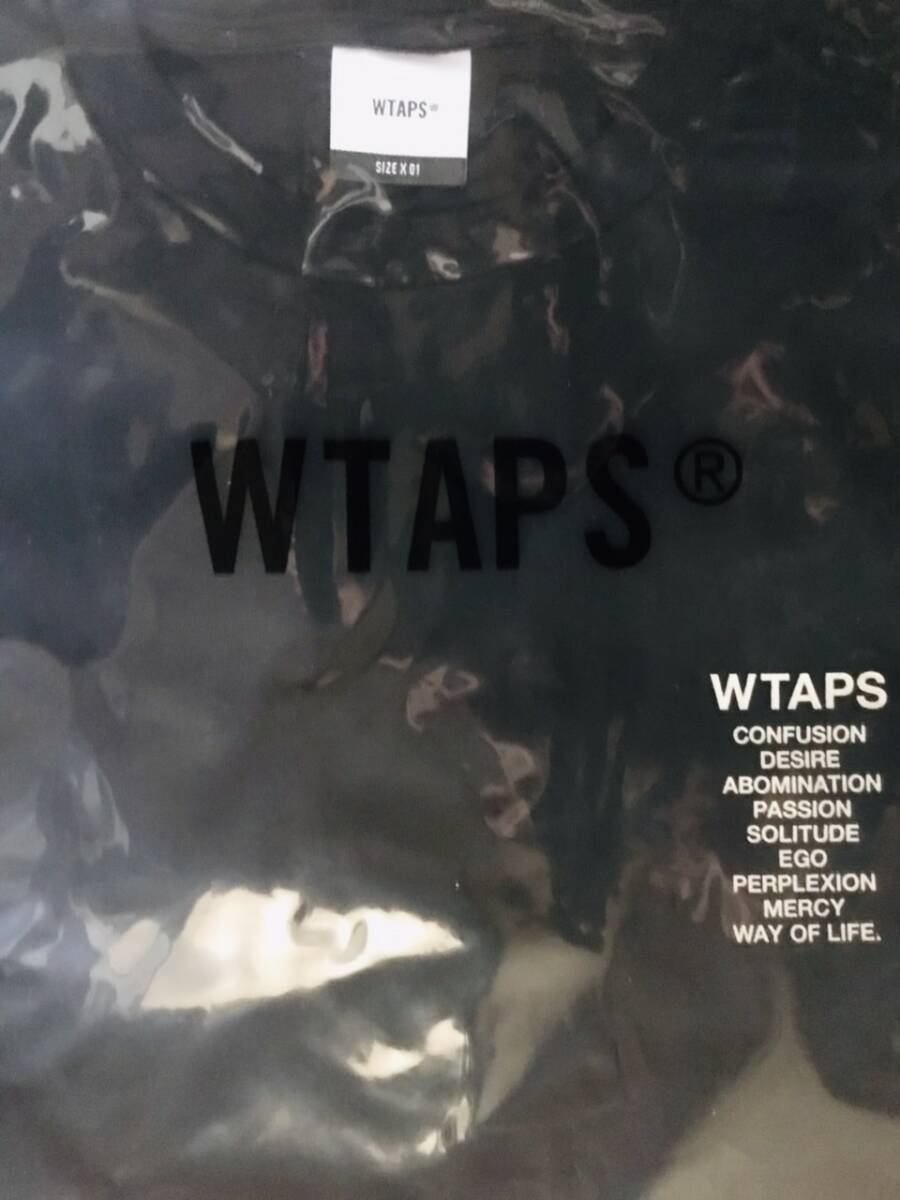 WTAPS®
SIZE X 01
WTAPS®
WTAPS
CONFUSION
DESIRE
ABOMINATION
PASSION
SOLITUDE
EGO
PERPLEXION
MERCY
WAY OF LIFE.